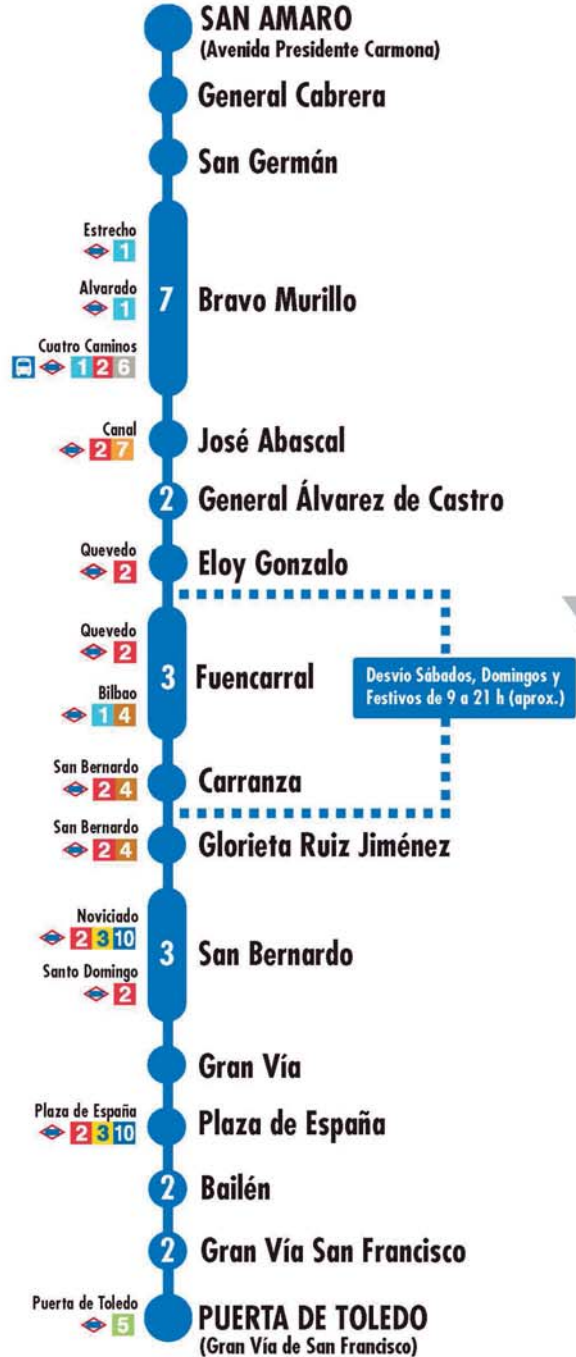 SAN AMARO
(Avenida Presidente Carmona)
General Cabrera
San Germán
Estrecho
1
Alvarado
1
7 Bravo Murillo
Cuatro Caminos
1 2 6
Canal
2 7
José Abascal
2 General Álvarez de Castro
Quevedo
2
Eloy Gonzalo
Quevedo
2
3 Fuencarral
Desvío Sábados, Domingos y
Festivos de 9 a 21 h (aprox.)
Bilbao
1 4
San Bernardo
2 4
Carranza
San Bernardo
2 4
Glorieta Ruiz Jiménez
Noviciado
2 3 10
3 San Bernardo
Santo Domingo
2
Gran Vía
Plaza de España
2 3 10
Plaza de España
2 Bailén
2 Gran Vía San Francisco
Puerta de Toledo
5
PUERTA DE TOLEDO
(Gran Vía de San Francisco)